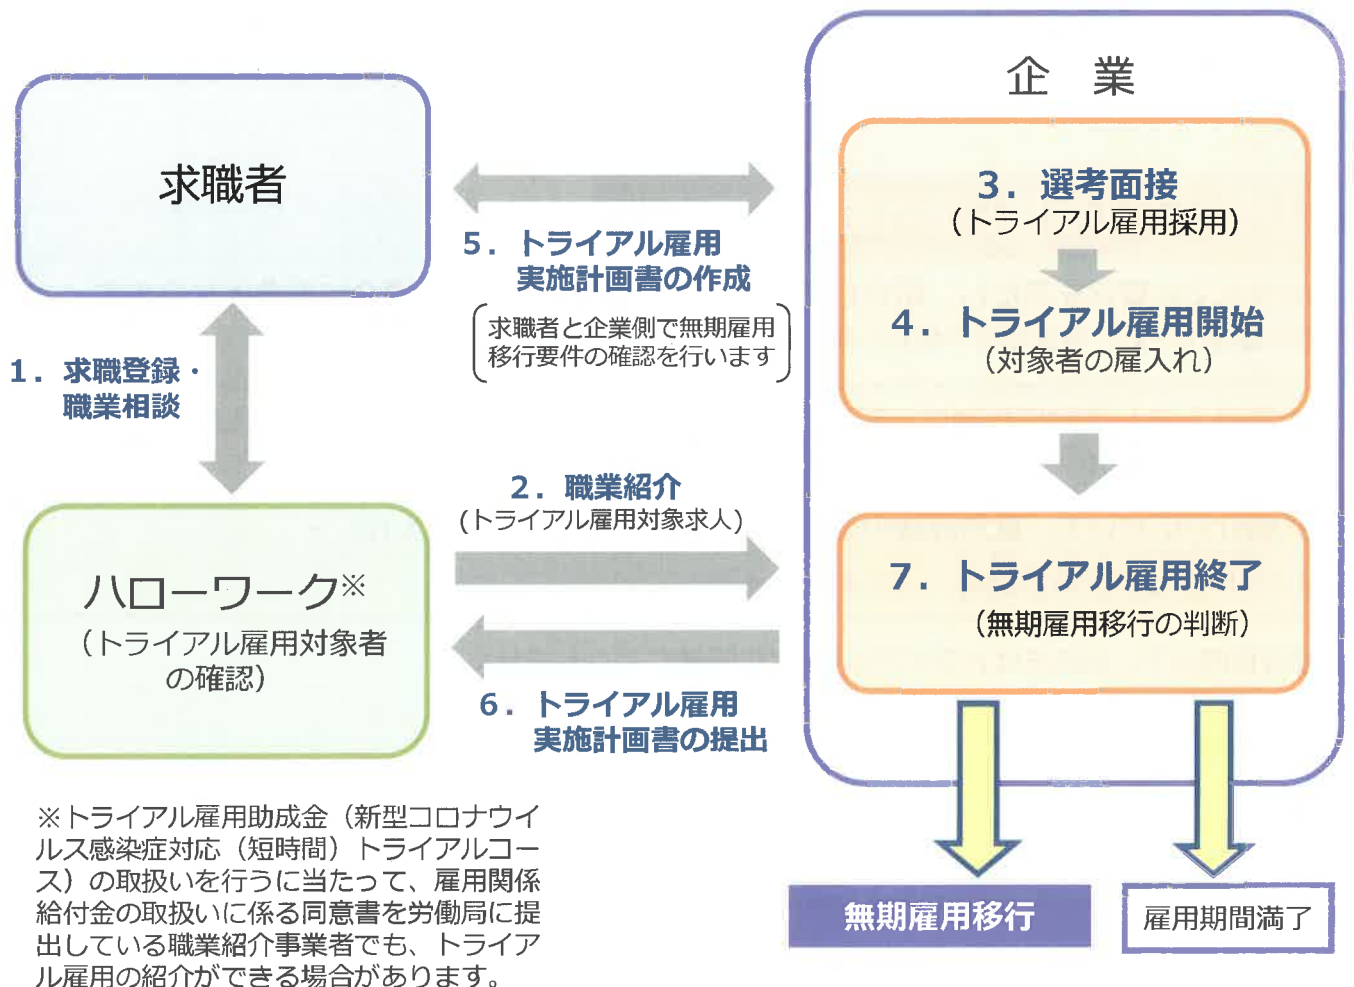 企 業
求職者
3．選考面接
（トライアル雇用採用）
5．トライアル雇用
実施計画書の作成
求職者と企業側で無期雇用
移行要件の確認を行います
4．トライアル雇用開始
（対象者の雇入れ）
1．求職登録・
職業相談
2．職業紹介
(トライアル雇用対象求人)
ハローワーク※
（トライアル雇用対象者
の確認）
7．トライアル雇用終了
（無期雇用移行の判断）
6．トライアル雇用
実施計画書の提出
※トライアル雇用助成金（新型コロナウイ
ルス感染症対応（短時間）トライアルコー
ス）の取扱いを行うに当たって、雇用関係
給付金の取扱いに係る同意書を労働局に提
出している職業紹介事業者でも、トライア
ル雇用の紹介ができる場合があります。
無期雇用移行
雇用期間満了